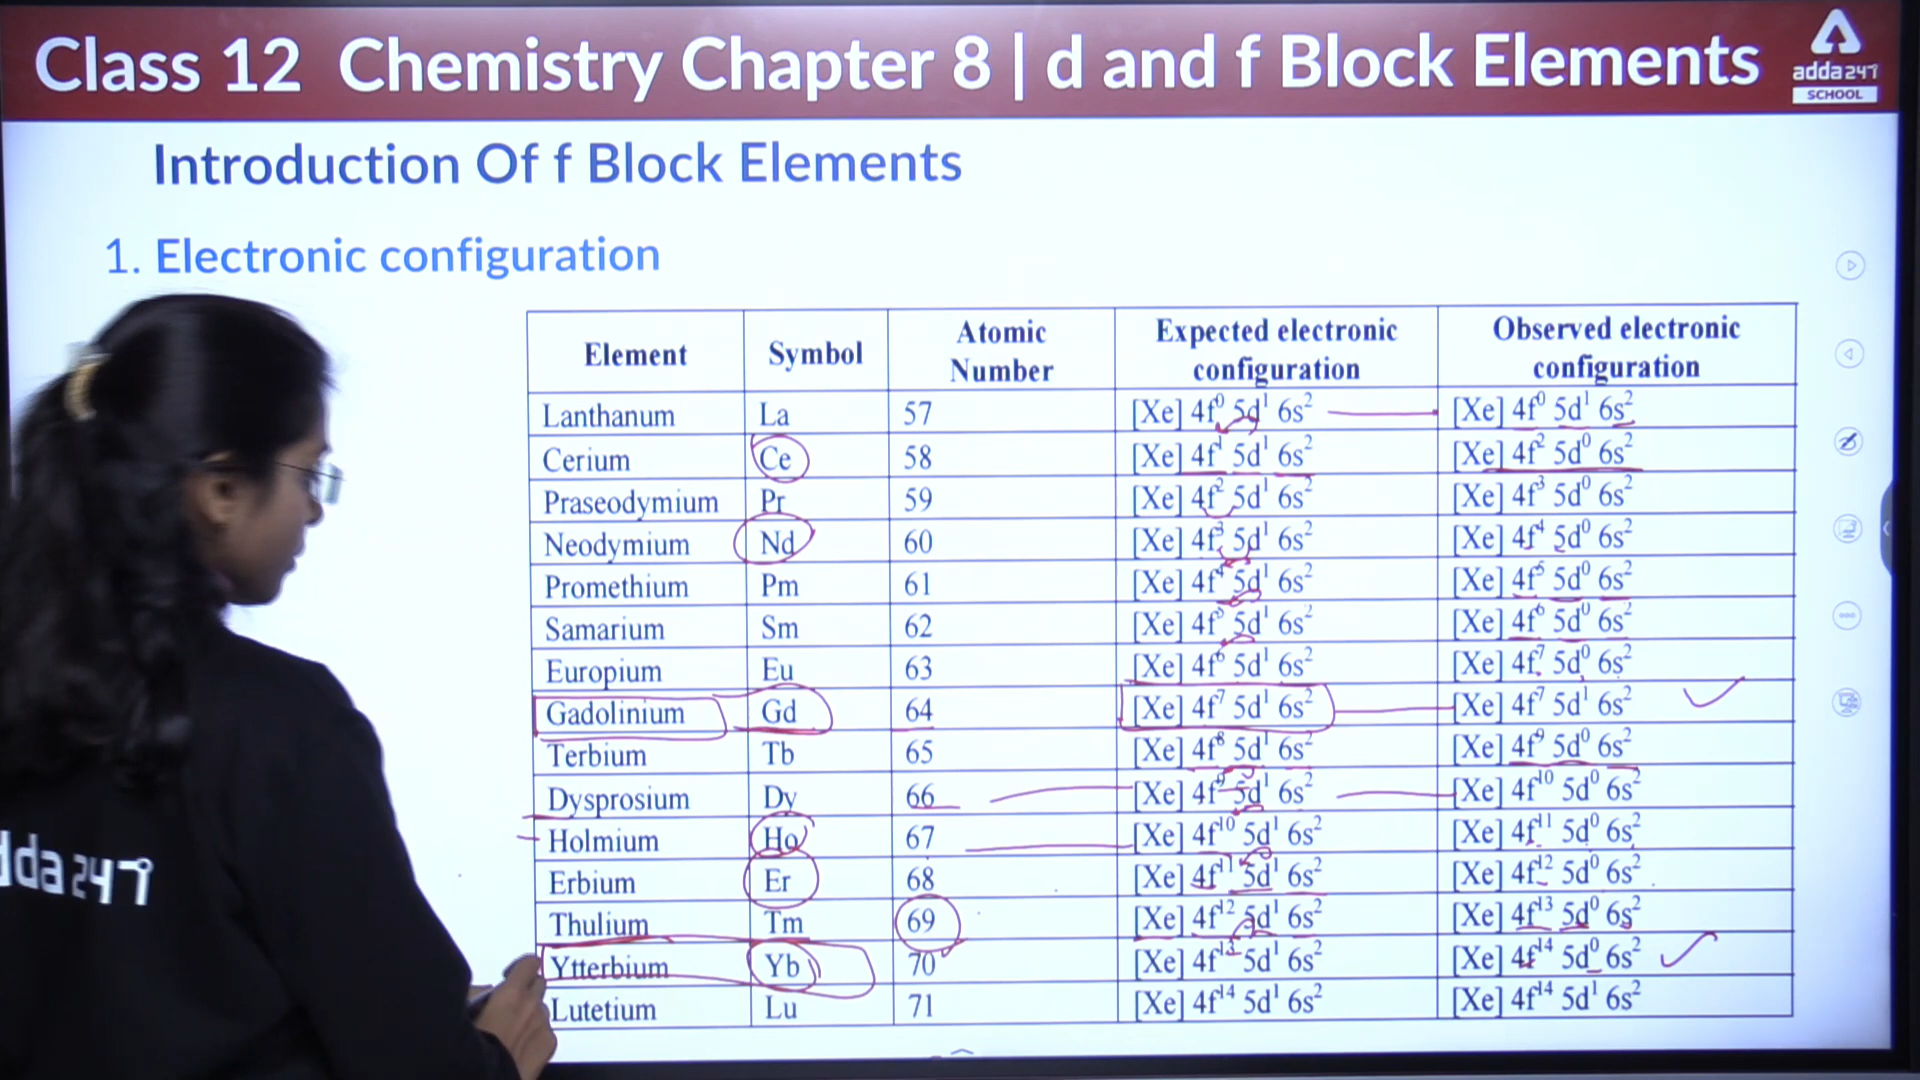 Class 12 Chemistry Chapter 8 | d and f Block Elements
adda247
SCHOOL
Introduction Of f Block Elements
1. Electronic configuration
Element Symbol Atomic Number Expected electronic configuration Observed electronic configuration
Lanthanum La 57 [Xe] 4f⁰ 5d¹ 6s² [Xe] 4f⁰ 5d¹ 6s²
Cerium Ce 58 [Xe] 4f¹ 5d¹ 6s² [Xe] 4f² 5d⁰ 6s²
Praseodymium Pr 59 [Xe] 4f² 5d¹ 6s² [Xe] 4f³ 5d⁰ 6s²
Neodymium Nd 60 [Xe] 4f³ 5d¹ 6s² [Xe] 4f⁴ 5d⁰ 6s²
Promethium Pm 61 [Xe] 4f⁴ 5d¹ 6s² [Xe] 4f⁵ 5d⁰ 6s²
Samarium Sm 62 [Xe] 4f⁵ 5d¹ 6s² [Xe] 4f⁶ 5d⁰ 6s²
Europium Eu 63 [Xe] 4f⁶ 5d¹ 6s² [Xe] 4f⁷ 5d⁰ 6s²
Gadolinium Gd 64 [Xe] 4f⁷ 5d¹ 6s² [Xe] 4f⁷ 5d¹ 6s²
Terbium Tb 65 [Xe] 4f⁸ 5d¹ 6s² [Xe] 4f⁹ 5d⁰ 6s²
Dysprosium Dy 66 [Xe] 4f⁹ 5d¹ 6s² [Xe] 4f¹⁰ 5d⁰ 6s²
Holmium Ho 67 [Xe] 4f¹⁰ 5d¹ 6s² [Xe] 4f¹¹ 5d⁰ 6s²
Erbium Er 68 [Xe] 4f¹¹ 5d¹ 6s² [Xe] 4f¹² 5d⁰ 6s²
Thulium Tm 69 [Xe] 4f¹² 5d¹ 6s² [Xe] 4f¹³ 5d⁰ 6s²
Ytterbium Yb 70 [Xe] 4f¹³ 5d¹ 6s² [Xe] 4f¹⁴ 5d⁰ 6s²
Lutetium Lu 71 [Xe] 4f¹⁴ 5d¹ 6s² [Xe] 4f¹⁴ 5d¹ 6s²
dda247